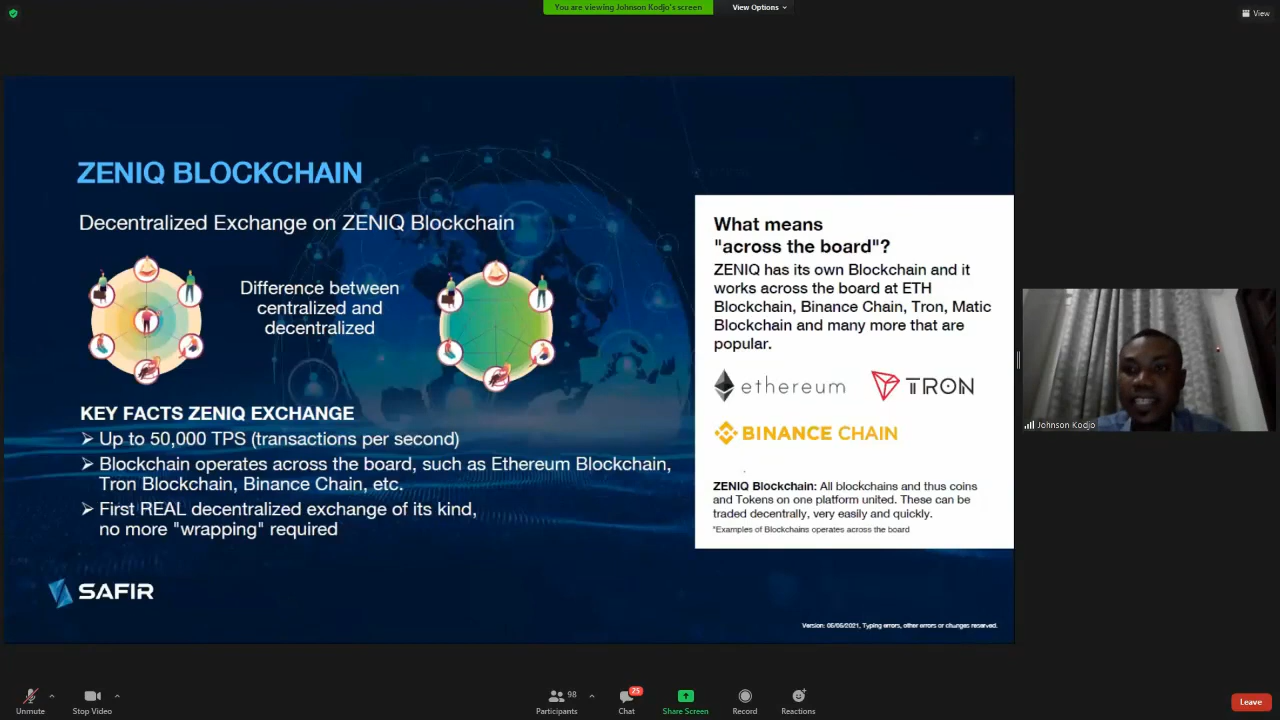 You are viewing Johnson Kodjo's screen
View Options
View
ZENIQ BLOCKCHAIN
Decentralized Exchange on ZENIQ Blockchain
Difference between
centralized and
decentralized
KEY FACTS ZENIQ EXCHANGE
➢ Up to 50,000 TPS (transactions per second)
➢ Blockchain operates across the board, such as Ethereum Blockchain,
Tron Blockchain, Binance Chain, etc.
➢ First REAL decentralized exchange of its kind,
no more "wrapping" required
SAFIR
What means
"across the board"?
ZENIQ has its own Blockchain and it
works across the board at ETH
Blockchain, Binance Chain, Tron, Matic
Blockchain and many more that are
popular.
ethereum
TRON
BINANCE CHAIN
ZENIQ Blockchain: All blockchains and thus coins
and Tokens on one platform united. These can be
traded decentrally, very easily and quickly.
*Examples of Blockchains operates across the board
Version: 06/06/2021, Typing errors, other errors or changes reserved.
Johnson Kodjo
Unmute
Stop Video
98
Participants
25
Chat
Share Screen
Record
Reactions
Leave